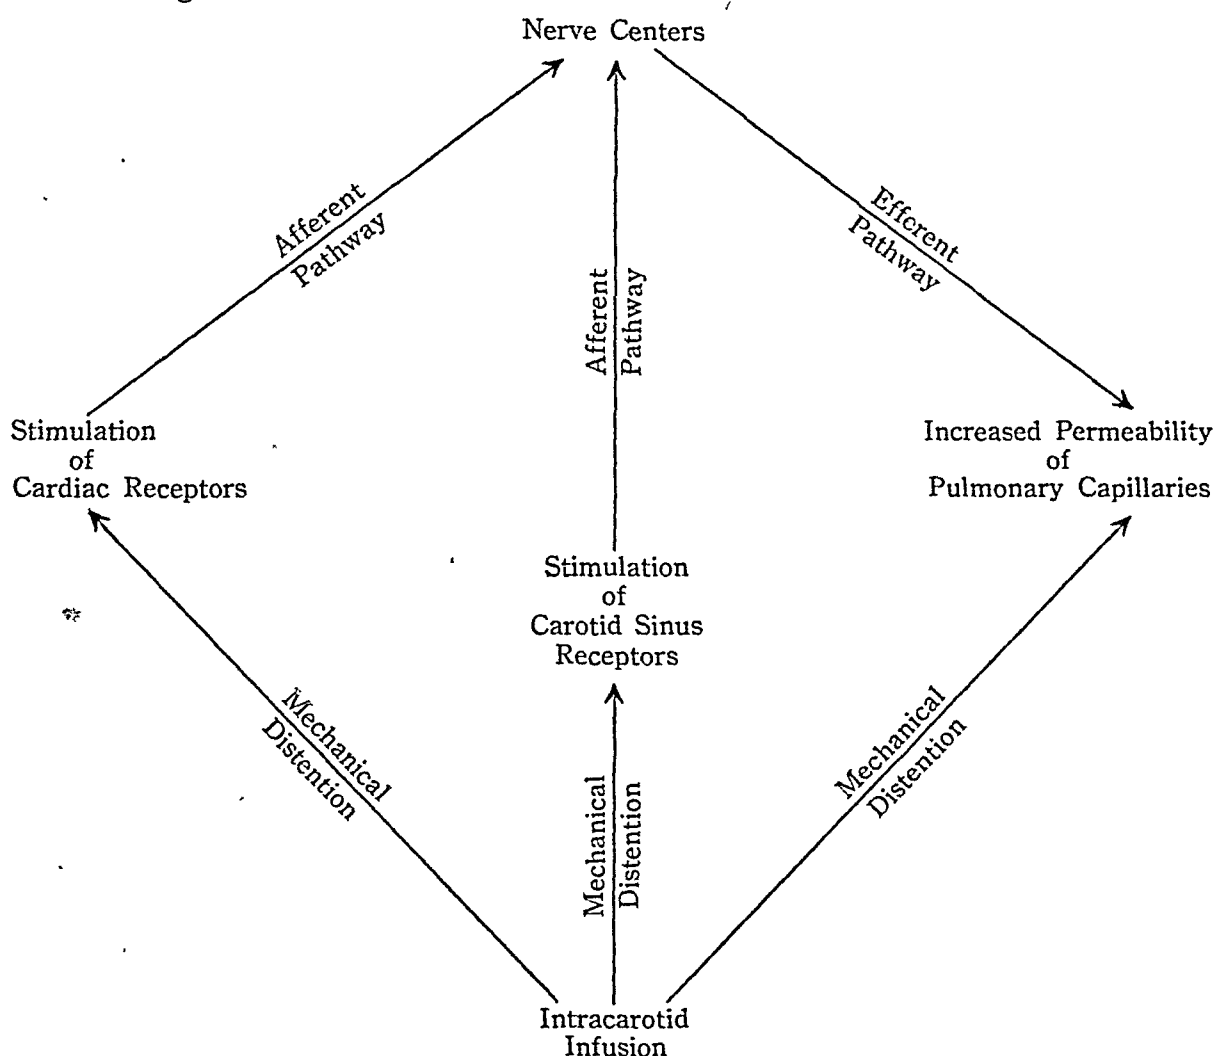 Nerve Centers
Afferent
Pathway
Efferent
Pathway
Afferent
Pathway
Stimulation
of
Cardiac Receptors
Increased Permeability
of
Pulmonary Capillaries
Stimulation
of
Carotid Sinus
Receptors
Mechanical
Distention
Mechanical
Distention
Mechanical
Distention
Intracarotid
Infusion